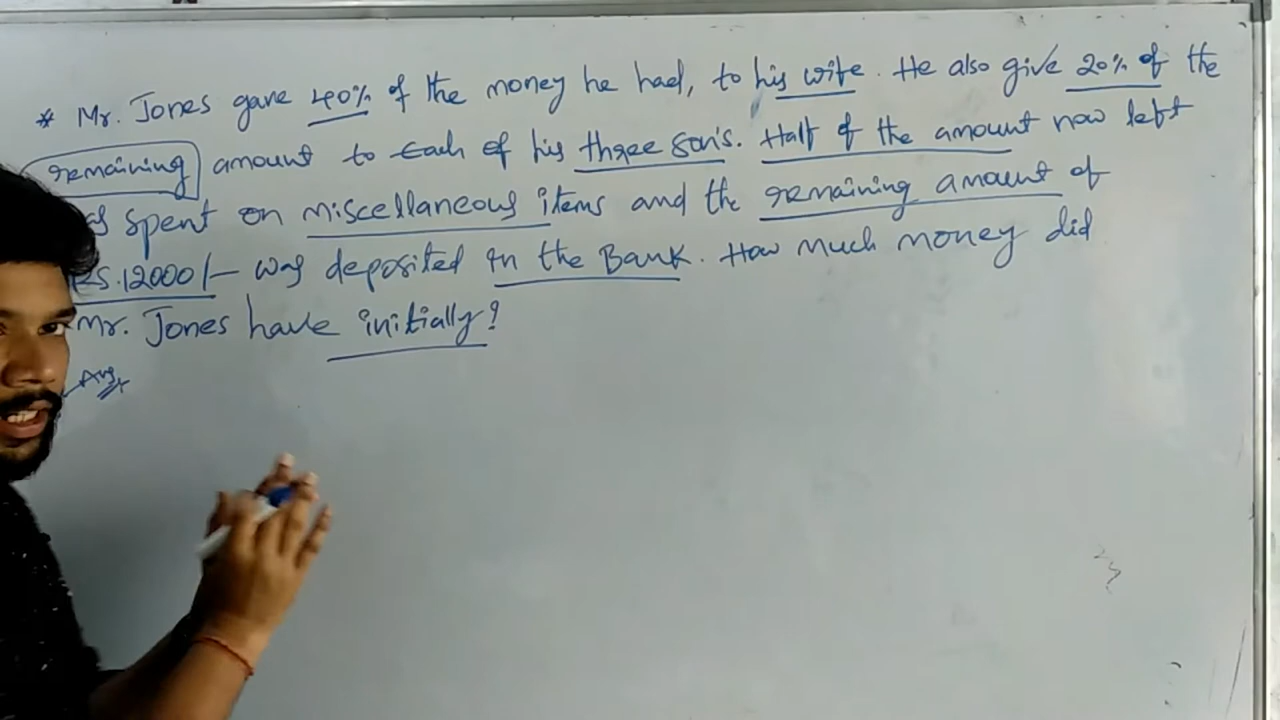 * Mr. Jones gave 40% of the money he had, to his wife. He also give 20% of the
remaining amount to Each of his three son's. Half of the amount now left
spent on miscellaneous items and the remaining amount of
Rs.12000/- was deposited in the Bank. How Much money did
Mr. Jones have initially?
Ans